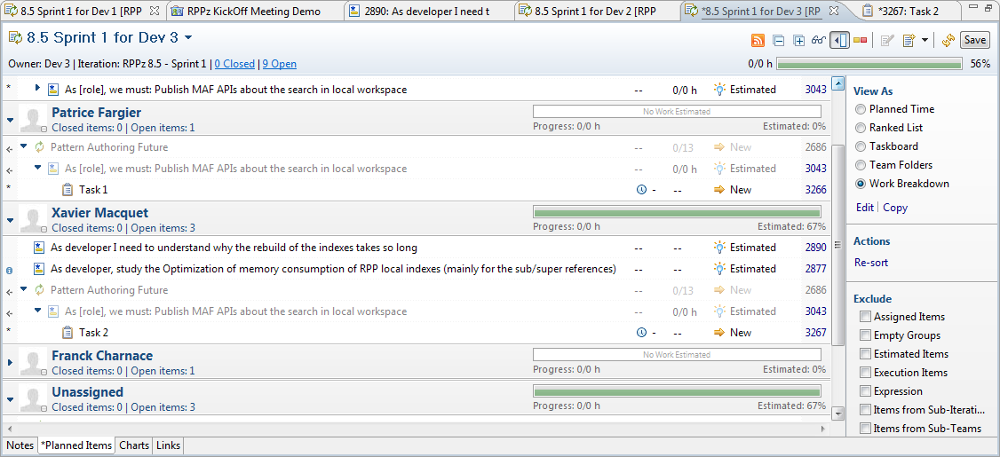 8.5 Sprint 1 for Dev 1 [RPP
RPPz KickOff Meeting Demo
2890: As developer I need t
8.5 Sprint 1 for Dev 2 [RPP
*8.5 Sprint 1 for Dev 3 [RP
*3267: Task 2
8.5 Sprint 1 for Dev 3
Save
Owner: Dev 3 | Iteration: RPPz 8.5 - Sprint 1 | 0 Closed | 9 Open
0/0 h 56%
* As [role], we must: Publish MAF APIs about the search in local workspace -- 0/0 h Estimated 3043
Patrice Fargier No Work Estimated
Closed items: 0 | Open items: 1 Progress: 0/0 h Estimated: 0%
Pattern Authoring Future -- 0/13 New 2686
As [role], we must: Publish MAF APIs about the search in local workspace -- 0/0 h Estimated 3043
* Task 1 - -- New 3266
Xavier Macquet
Closed items: 0 | Open items: 3 Progress: 0/0 h Estimated: 67%
As developer I need to understand why the rebuild of the indexes takes so long -- -- Estimated 2890
As developer, study the Optimization of memory consumption of RPP local indexes (mainly for the sub/super references) -- -- Estimated 2877
Pattern Authoring Future -- 0/13 New 2686
As [role], we must: Publish MAF APIs about the search in local workspace -- 0/0 h Estimated 3043
* Task 2 - -- New 3267
Franck Charnace No Work Estimated
Closed items: 0 | Open items: 1 Progress: 0/0 h Estimated: 0%
Unassigned
Closed items: 0 | Open items: 3 Progress: 0/0 h Estimated: 67%
View As
Planned Time
Ranked List
Taskboard
Team Folders
Work Breakdown
Edit | Copy
Actions
Re-sort
Exclude
Assigned Items
Empty Groups
Estimated Items
Execution Items
Expression
Items from Sub-Iterati...
Items from Sub-Teams
Notes *Planned Items Charts Links